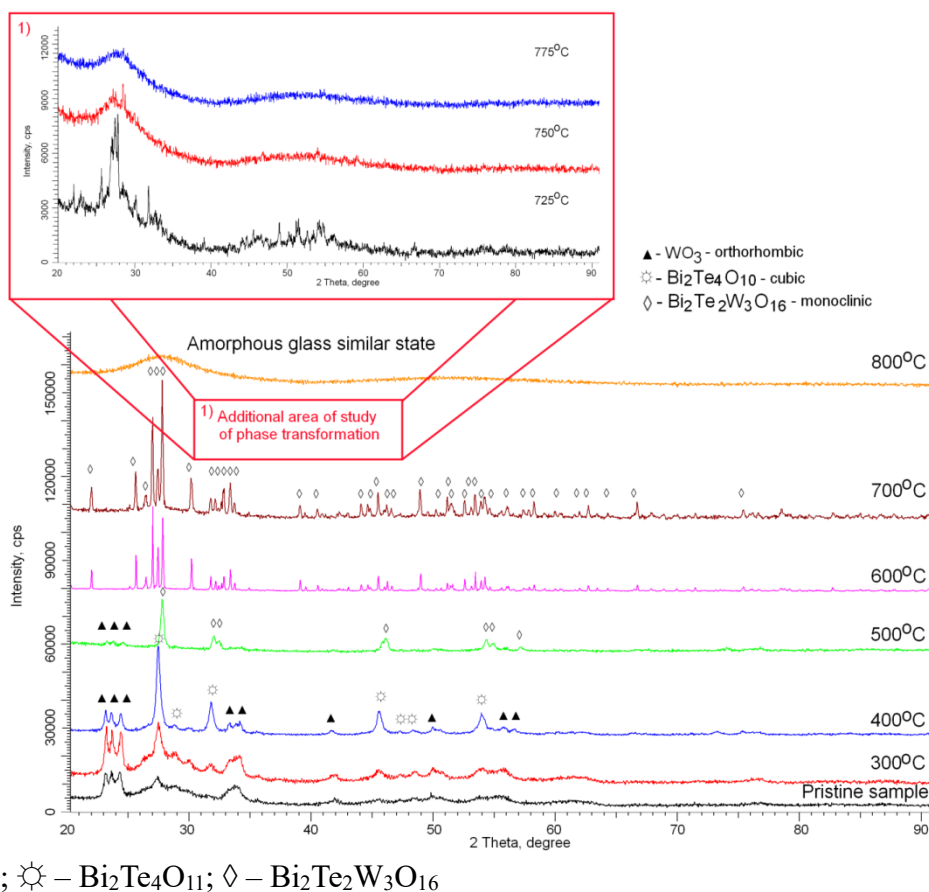 1)
Intensity, cps
12000
9000
6000
3000
0
775°C
750°C
725°C
20 30 40 50 60 70 80 90
2 Theta, degree
▲ - WO₃ - orthorhombic
☼ - Bi₂Te₄O₁₀ - cubic
◊ - Bi₂Te₂W₃O₁₆ - monoclinic
Intensity, cps
150000
120000
90000
60000
30000
0
Amorphous glass similar state
800°C
1) Additional area of study
of phase transformation
700°C
600°C
500°C
400°C
300°C
Pristine sample
20 30 40 50 60 70 80 90
2 Theta, degree
; ☼ – Bi₂Te₄O₁₁; ◊ – Bi₂Te₂W₃O₁₆